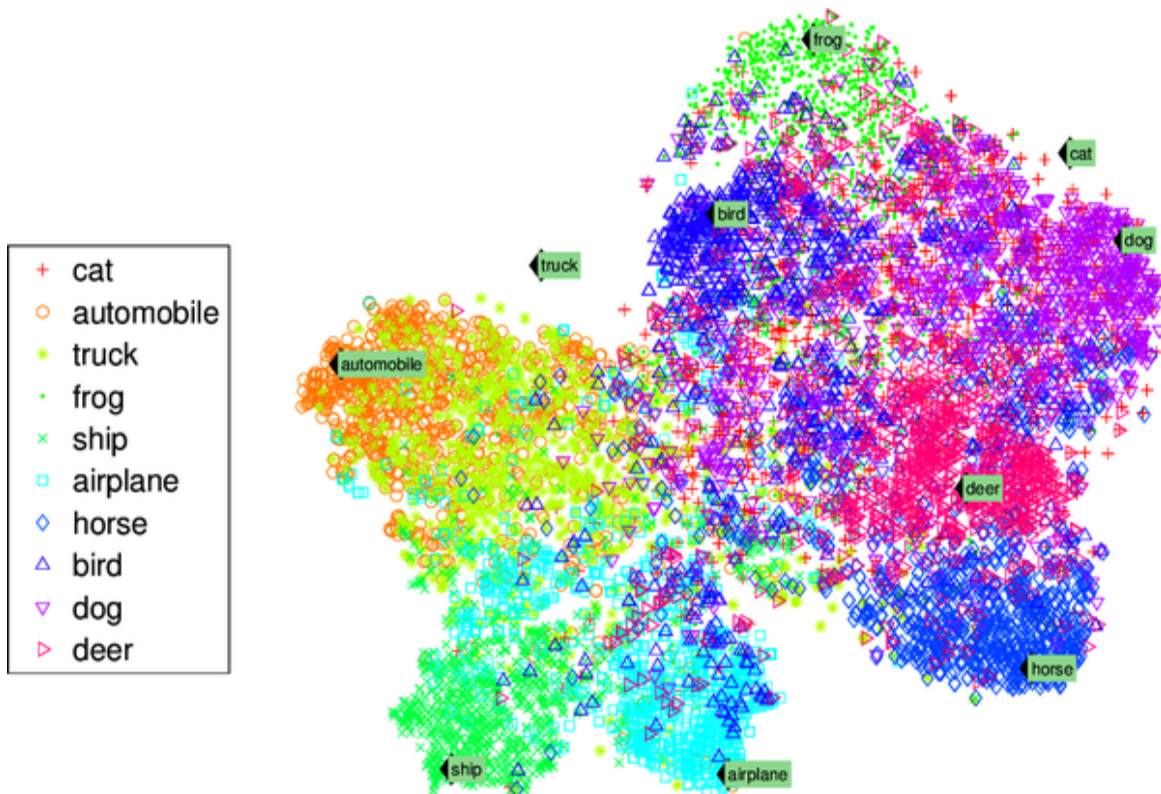 cat
automobile
truck
frog
ship
airplane
horse
bird
dog
deer
frog
cat
bird
dog
truck
automobile
deer
horse
ship
airplane